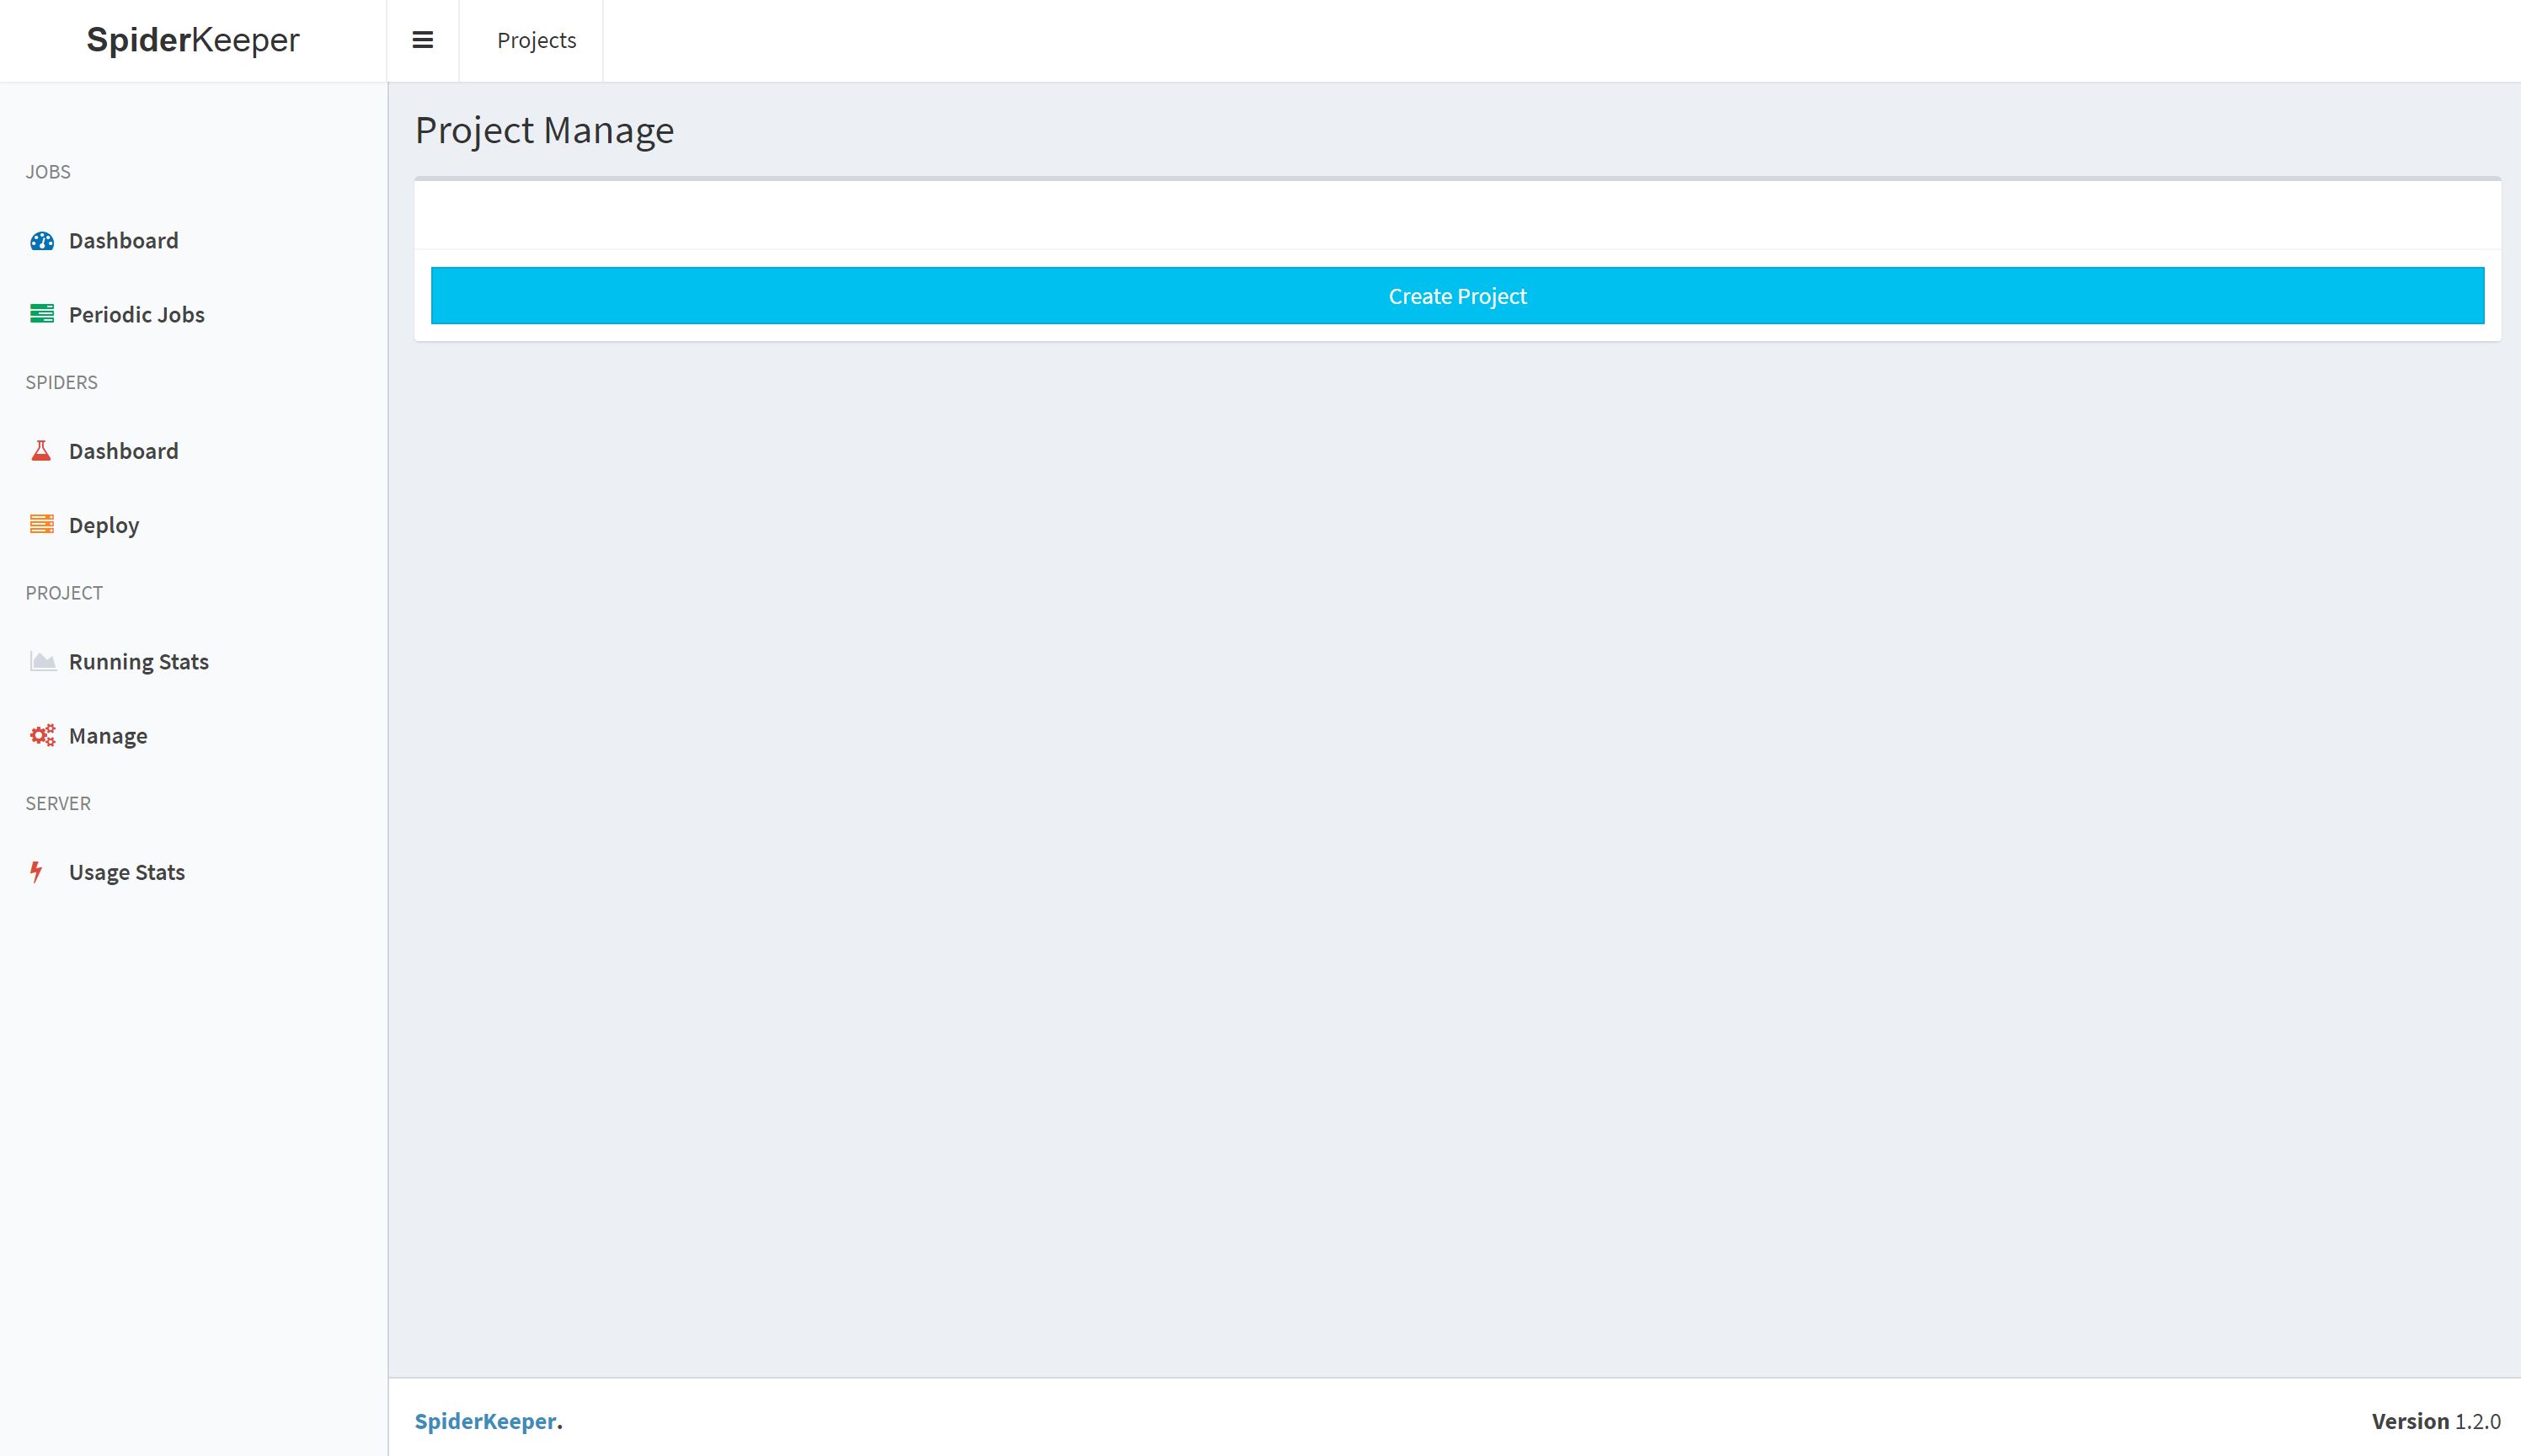 SpiderKeeper
Projects
Project Manage
JOBS
Dashboard
Periodic Jobs
SPIDERS
Dashboard
Deploy
PROJECT
Running Stats
Manage
SERVER
Usage Stats
Create Project
SpiderKeeper.
Version 1.2.0